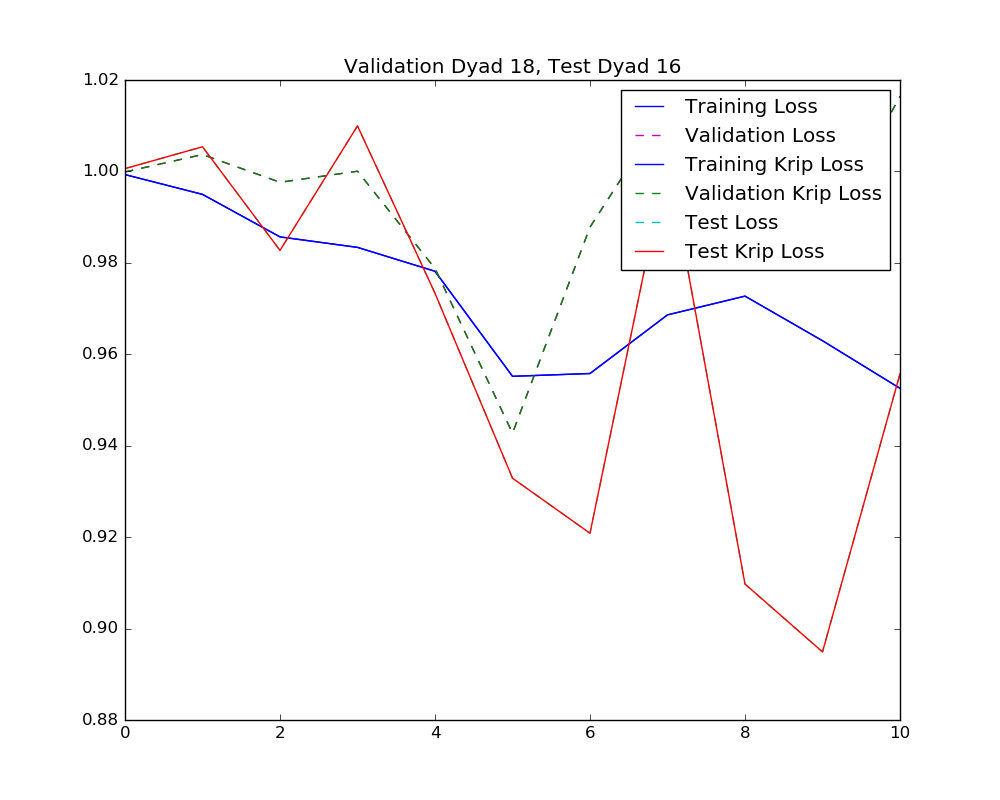 Validation Dyad 18, Test Dyad 16
1.02
1.00
0.98
0.96
0.94
0.92
0.90
0.88
0 2 4 6 8 10
Training Loss
Validation Loss
Training Krip Loss
Validation Krip Loss
Test Loss
Test Krip Loss